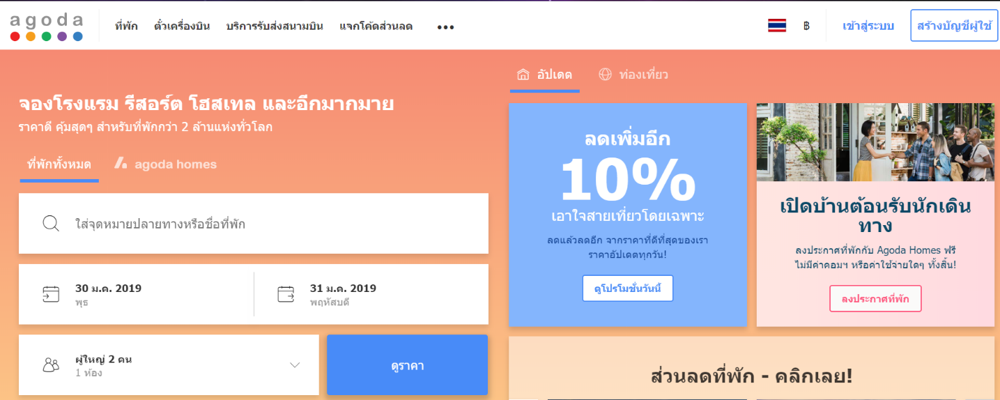 agoda
ที่พัก ตั๋วเครื่องบิน บริการรับส่งสนามบิน แจกโค้ดส่วนลด •••
฿ เข้าสู่ระบบ สร้างบัญชีผู้ใช้
จองโรงแรม รีสอร์ต โฮสเทล และอีกมากมาย
ราคาดี คุ้มสุดๆ สำหรับที่พักกว่า 2 ล้านแห่งทั่วโลก
ที่พักทั้งหมด agoda homes
ใส่จุดหมายปลายทางหรือชื่อที่พัก
30 ม.ค. 2019
พุธ
31 ม.ค. 2019
พฤหัสบดี
ผู้ใหญ่ 2 คน
1 ห้อง
ดูราคา
อัปเดต ท่องเที่ยว
ลดเพิ่มอีก
10%
เอาใจสายเที่ยวโดยเฉพาะ
ลดแล้วลดอีก จากราคาที่ดีที่สุดของเรา
ราคาอัปเดตทุกวัน!
ดูโปรโมชั่นวันนี้
เปิดบ้านต้อนรับนักเดิน
ทาง
ลงประกาศที่พักกับ Agoda Homes ฟรี
ไม่มีค่าคอมฯ หรือค่าใช้จ่ายใดๆ ทั้งสิ้น!
ลงประกาศที่พัก
ส่วนลดที่พัก - คลิกเลย!